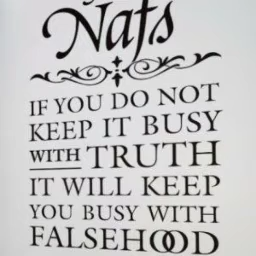 Nafs
IF YOU DO NOT
KEEP IT BUSY
WITH TRUTH
IT WILL KEEP
YOU BUSY WITH
FALSEHOOD